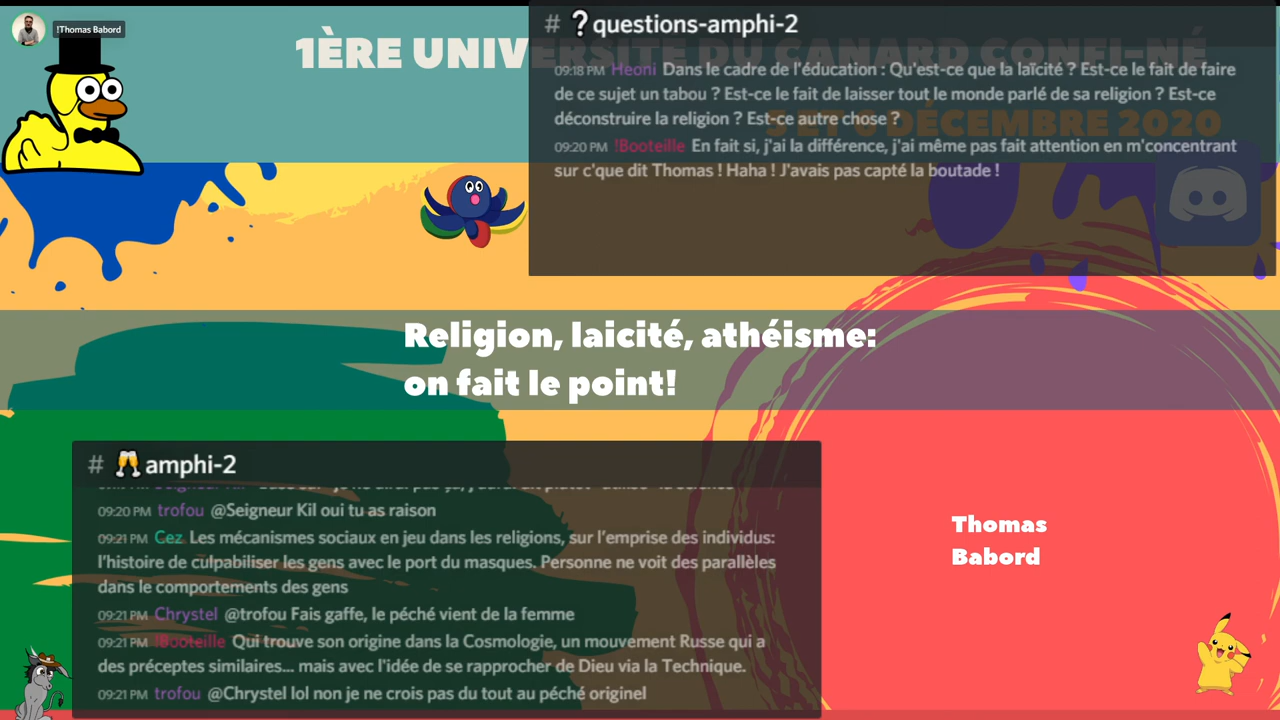 !Thomas Babord
1ÈRE UNIVERSITÉ DU CANARD CONFI-NÉ
5 ET 6 DÉCEMBRE 2020
# ?questions-amphi-2
09:18 PM Heoni Dans le cadre de l'éducation : Qu'est-ce que la laïcité ? Est-ce le fait de faire
de ce sujet un tabou ? Est-ce le fait de laisser tout le monde parlé de sa religion ? Est-ce
déconstruire la religion ? Est-ce autre chose ?
09:20 PM !Booteille En fait si, j'ai la différence, j'ai même pas fait attention en m'concentrant
sur c'que dit Thomas ! Haha ! J'avais pas capté la boutade !
Religion, laicité, athéisme:
on fait le point!
# amphi-2
09:20 PM trofou @Seigneur Kil oui tu as raison
09:21 PM Cez Les mécanismes sociaux en jeu dans les religions, sur l'emprise des individus:
l'histoire de culpabiliser les gens avec le port du masques. Personne ne voit des parallèles
dans le comportements des gens
09:21 PM Chrystel @trofou Fais gaffe, le péché vient de la femme
09:21 PM !Booteille Qui trouve son origine dans la Cosmologie, un mouvement Russe qui a
des préceptes similaires... mais avec l'idée de se rapprocher de Dieu via la Technique.
09:21 PM trofou @Chrystel lol non je ne crois pas du tout au péché originel
Thomas
Babord